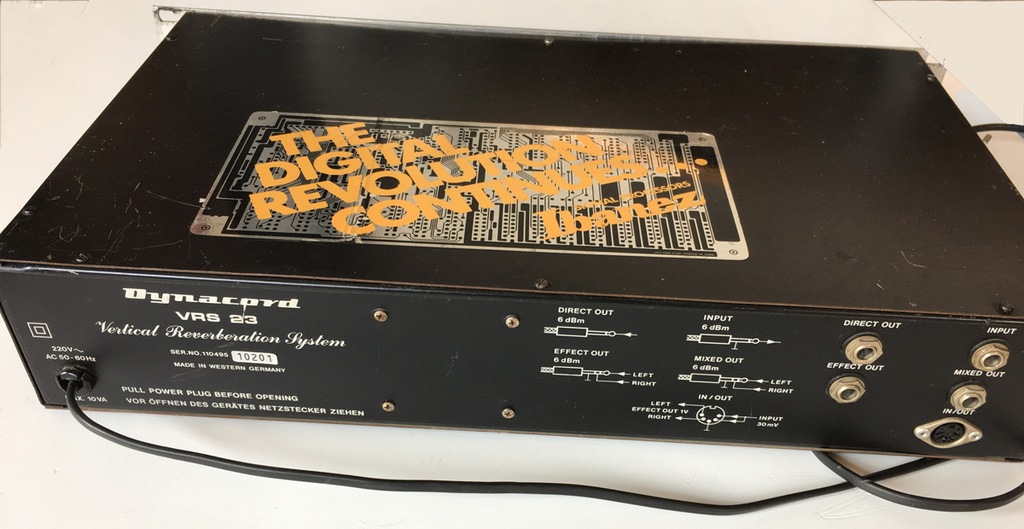 THE
DIGITAL
REVOLUTION
CONTINUES...
Ibanez
Dynacord
VRS 23
Vertical Reverberation System
220V~
AC 50-60Hz
SER.NO. 110495 10201
MADE IN WESTERN GERMANY
10VA
PULL POWER PLUG BEFORE OPENING
VOR ÖFFNEN DES GERÄTES NETZSTECKER ZIEHEN
DIRECT OUT
6 dBm
INPUT
6 dBm
EFFECT OUT
6 dBm
LEFT
RIGHT
MIXED OUT
6 dBm
LEFT
RIGHT
IN / OUT
LEFT
EFFECT OUT 1V
RIGHT
INPUT
30mV
DIRECT OUT
INPUT
EFFECT OUT
MIXED OUT
IN/OUT